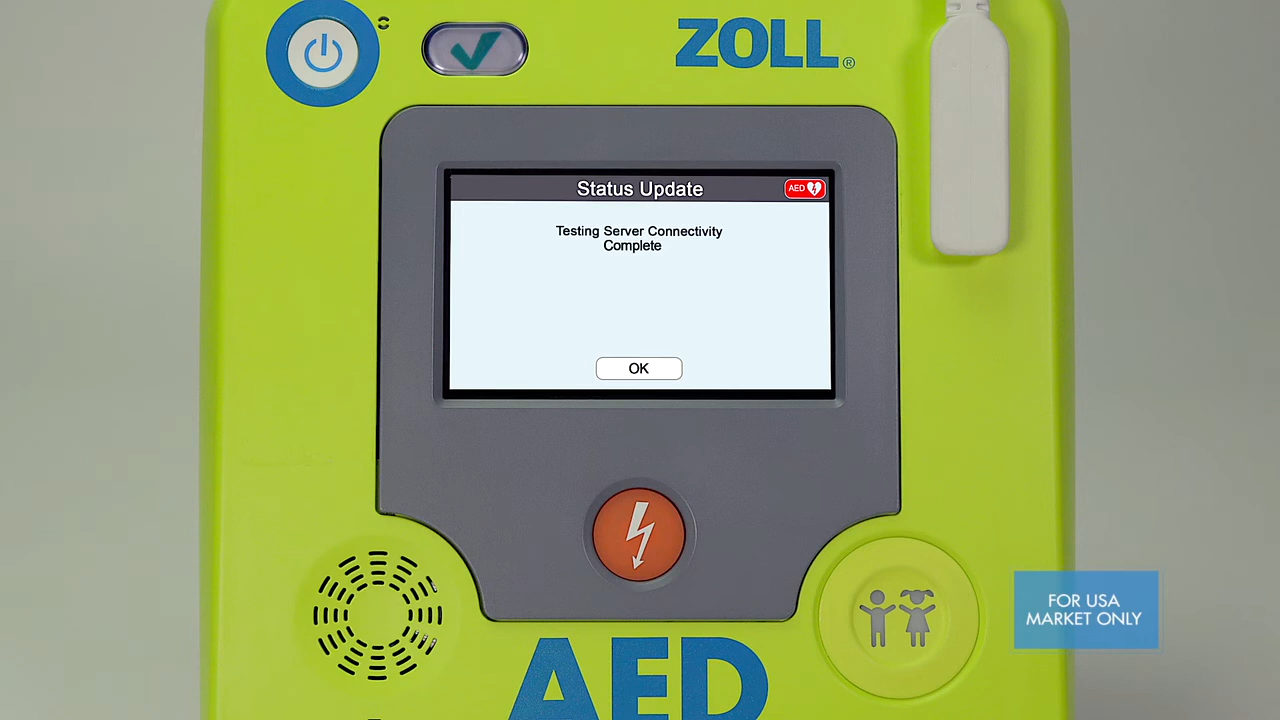 ZOLL®
Status Update
AED
Testing Server Connectivity
Complete
OK
FOR USA
MARKET ONLY
AED